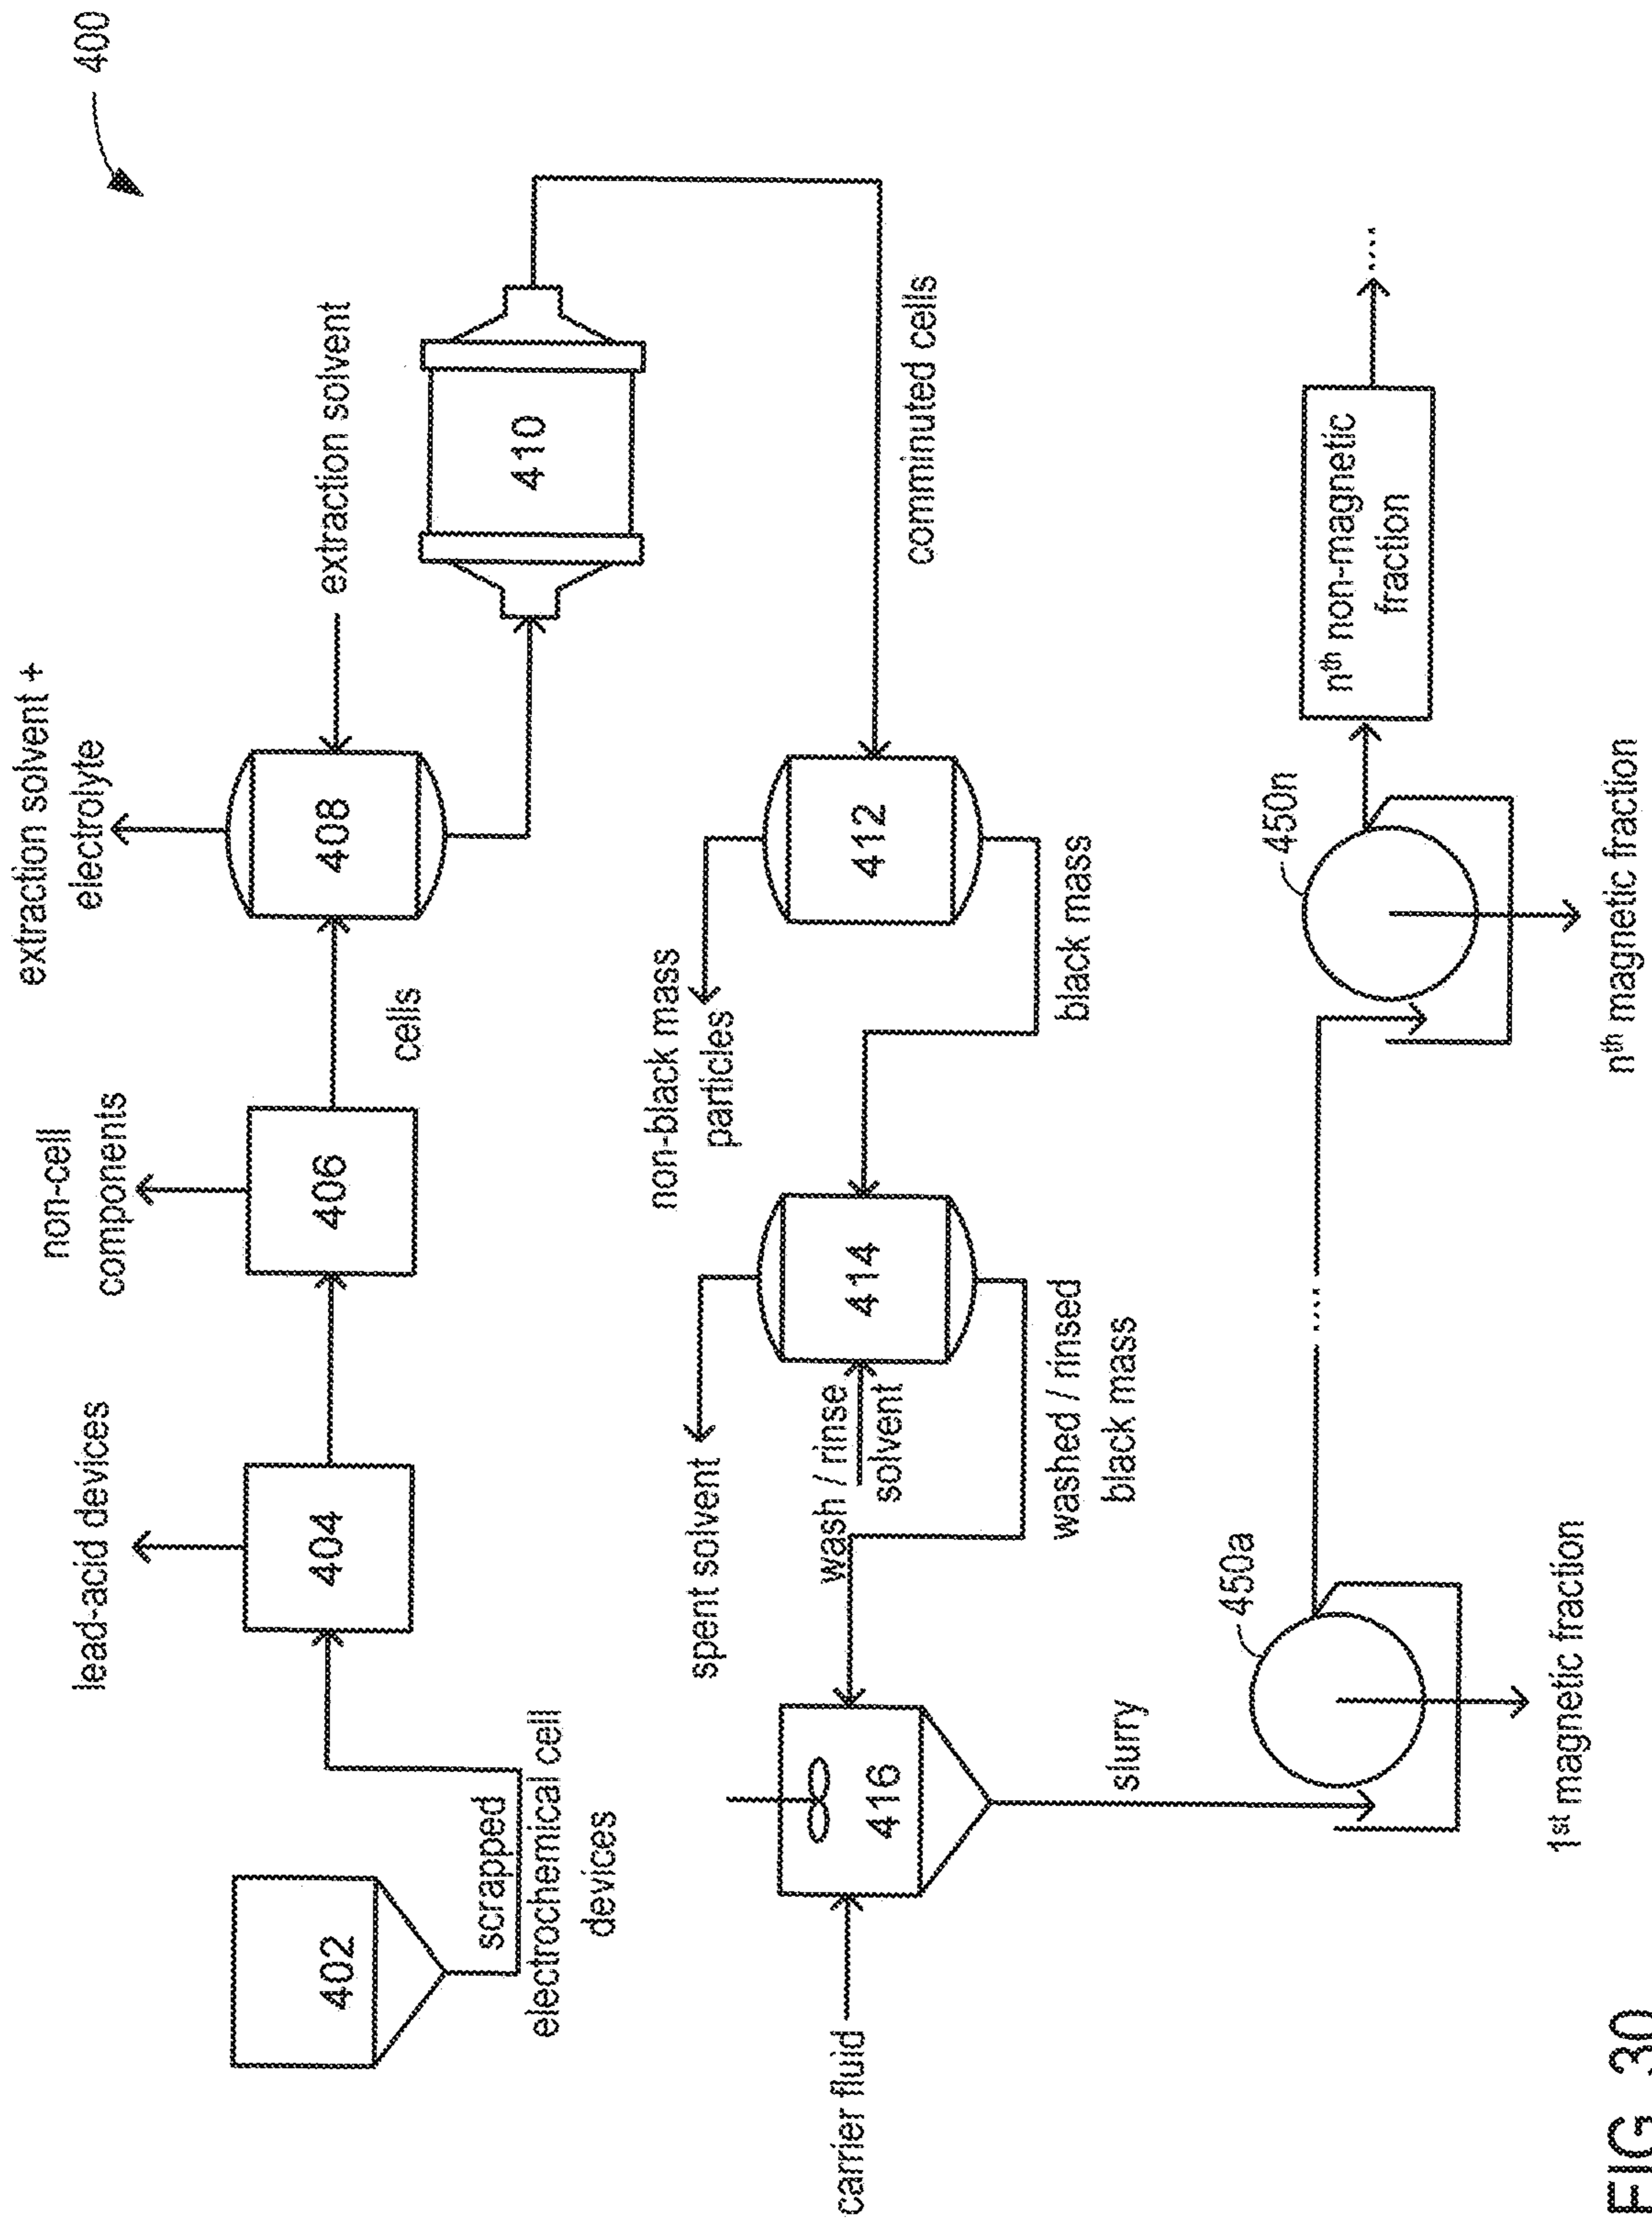 400
extraction solvent +
electrolyte
non-cell
components
lead-acid devices
402
scrapped
electrochemical cell
devices
404
406
cells
408
extraction solvent
410
comminuted cells
412
non-black mass
particles
black mass
414
spent solvent
wash / rinse
solvent
washed / rinsed
black mass
416
carrier fluid
slurry
450a
1st magnetic fraction
450n
nth magnetic fraction
nth non-magnetic
fraction
FIG. 30